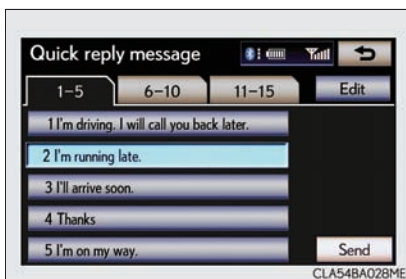 Quick reply message
1-5 6-10 11-15 Edit
1 I'm driving. I will call you back later.
2 I'm running late.
3 I'll arrive soon.
4 Thanks
5 I'm on my way.
Send
CLA54BA028ME